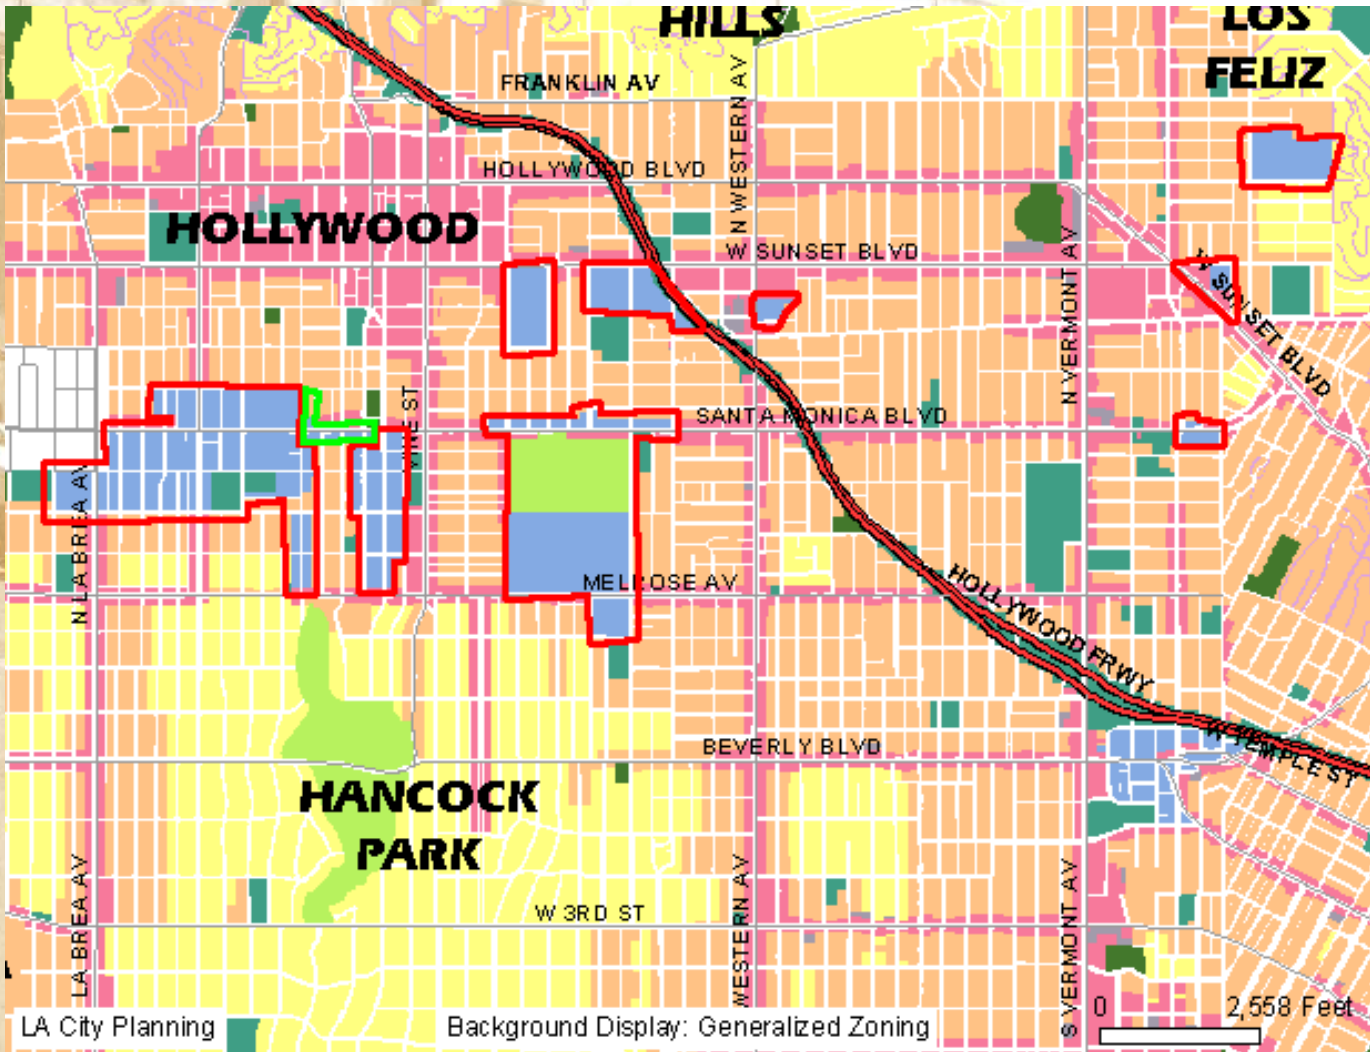 HILLS
LOS
FELIZ
FRANKLIN AV
N WESTERN AV
HOLLYWOOD BLVD
HOLLYWOOD
W SUNSET BLVD
N VERMONT AV
W SUNSET BLVD
VINE ST
SANTA MONICA BLVD
N LA BREA AV
MELROSE AV
HOLLYWOOD FRWY
W TEMPLE ST
BEVERLY BLVD
HANCOCK
PARK
LA BREA AV
W 3RD ST
WESTERN AV
S VERMONT AV
0 2,558 Feet
LA City Planning
Background Display: Generalized Zoning